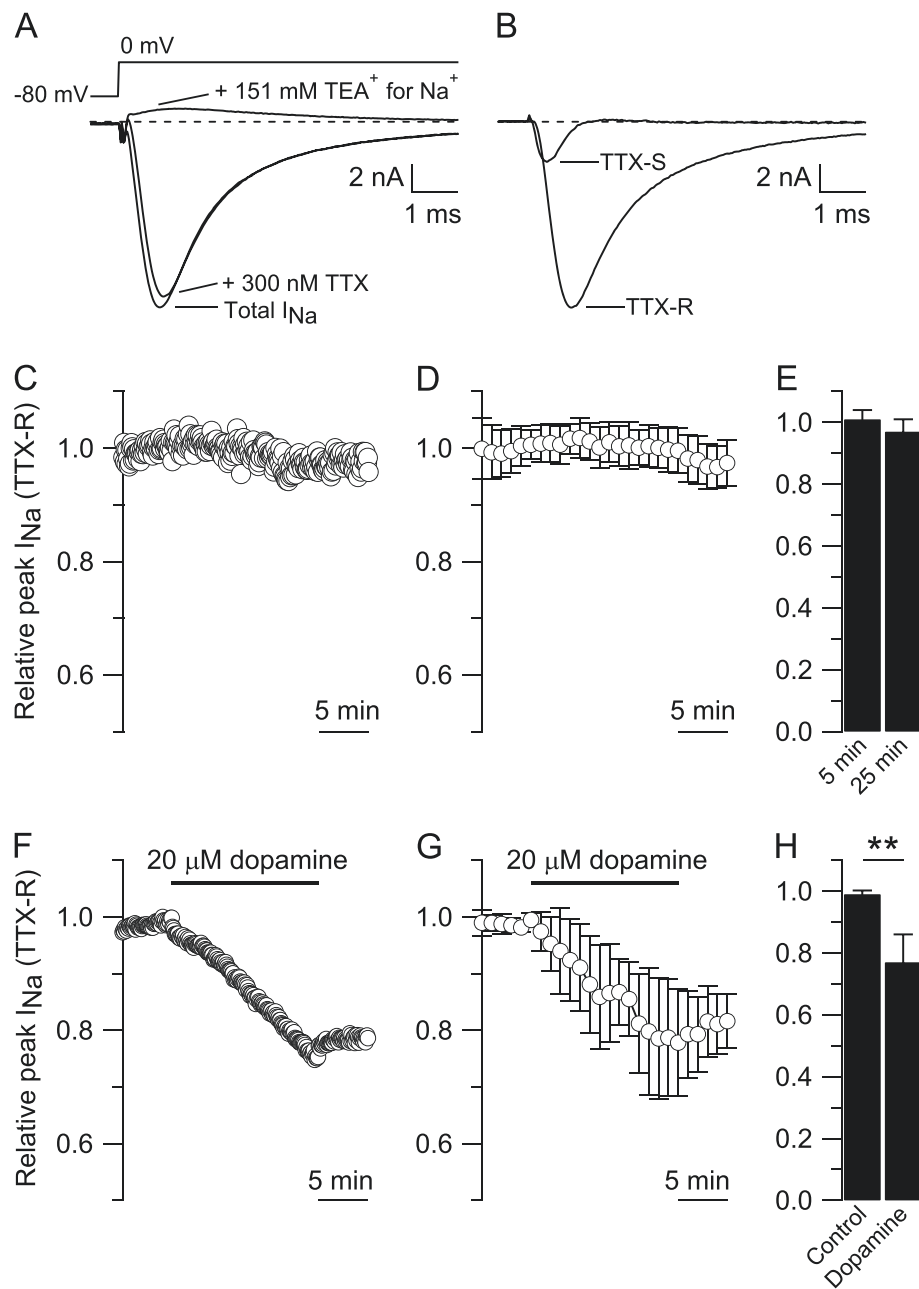 A
B
0 mV
-80 mV
+ 151 mM TEA+ for Na+
TTX-S
2 nA
1 ms
2 nA
1 ms
+ 300 nM TTX
Total INa
TTX-R
C
D
E
Relative peak INa (TTX-R)
1.0
0.8
0.6
5 min
1.0
0.8
0.6
5 min
1.0
0.8
0.6
0.4
0.2
0.0
5 min
25 min
F
G
H
20 μM dopamine
20 μM dopamine
**
Relative peak INa (TTX-R)
1.0
0.8
0.6
5 min
1.0
0.8
0.6
5 min
1.0
0.8
0.6
0.4
0.2
0.0
Control
Dopamine